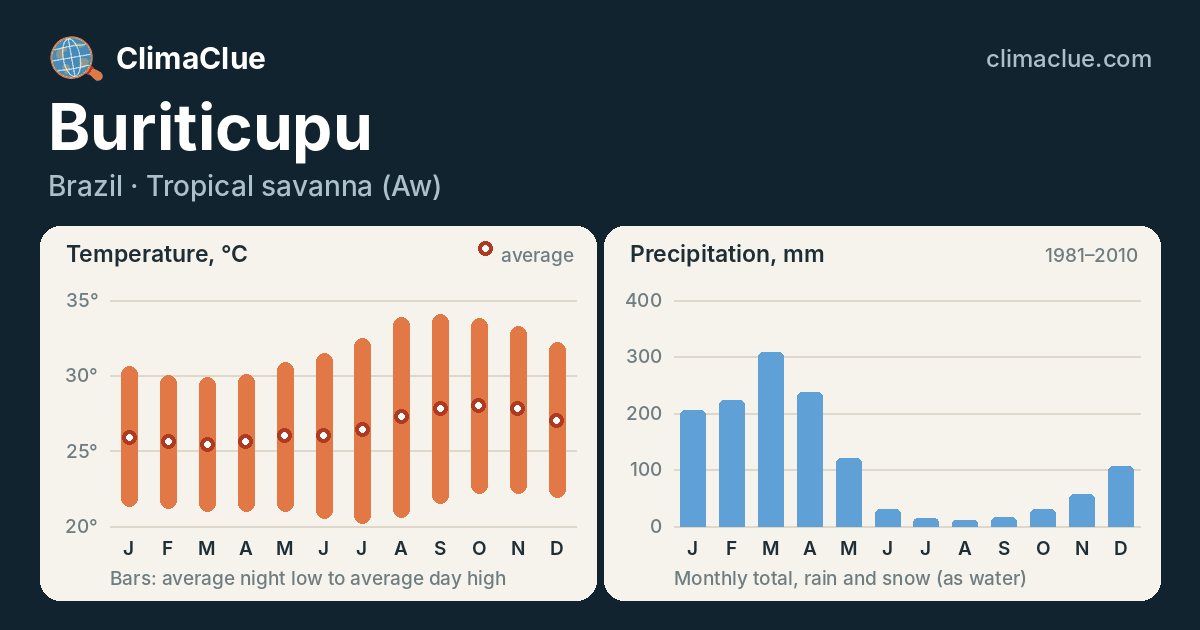 ClimaClue
climaclue.com
Buriticupu
Brazil · Tropical savanna (Aw)
Temperature, °C
average
35°
30°
25°
20°
J F M A M J J A S O N D
Bars: average night low to average day high
Precipitation, mm
1981–2010
400
300
200
100
0
J F M A M J J A S O N D
Monthly total, rain and snow (as water)